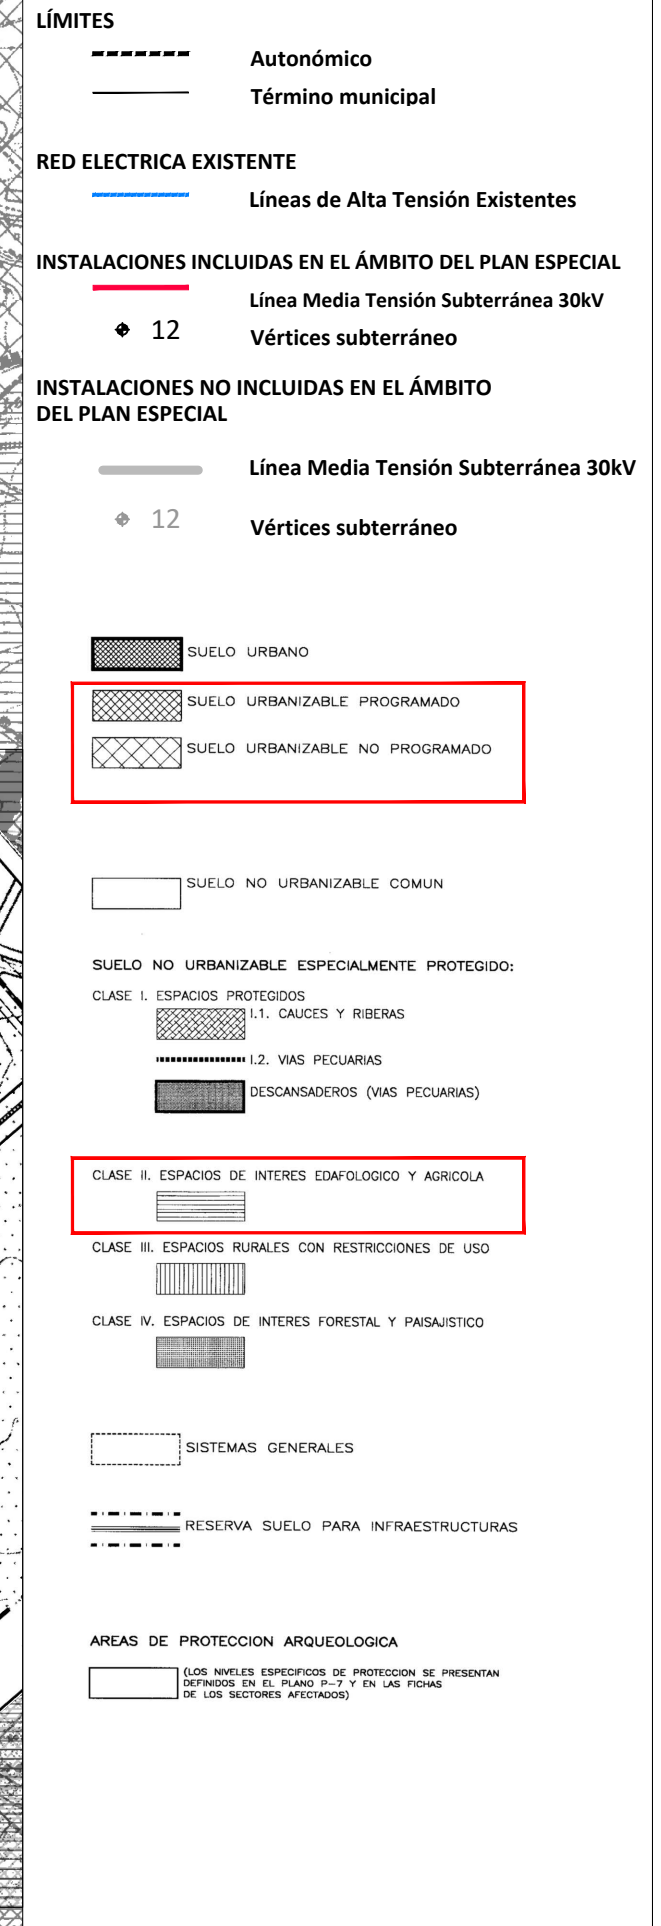 LÍMITES
Autonómico
Término municipal
RED ELECTRICA EXISTENTE
Líneas de Alta Tensión Existentes
INSTALACIONES INCLUIDAS EN EL ÁMBITO DEL PLAN ESPECIAL
Línea Media Tensión Subterránea 30kV
12
Vértices subterráneo
INSTALACIONES NO INCLUIDAS EN EL ÁMBITO
DEL PLAN ESPECIAL
Línea Media Tensión Subterránea 30kV
12
Vértices subterráneo
SUELO URBANO
SUELO URBANIZABLE PROGRAMADO
SUELO URBANIZABLE NO PROGRAMADO
SUELO NO URBANIZABLE COMUN
SUELO NO URBANIZABLE ESPECIALMENTE PROTEGIDO:
CLASE I. ESPACIOS PROTEGIDOS
I.1. CAUCES Y RIBERAS
I.2. VIAS PECUARIAS
DESCANSADEROS (VIAS PECUARIAS)
CLASE II. ESPACIOS DE INTERES EDAFOLOGICO Y AGRICOLA
CLASE III. ESPACIOS RURALES CON RESTRICCIONES DE USO
CLASE IV. ESPACIOS DE INTERES FORESTAL Y PAISAJISTICO
SISTEMAS GENERALES
RESERVA SUELO PARA INFRAESTRUCTURAS
AREAS DE PROTECCION ARQUEOLOGICA
(LOS NIVELES ESPECIFICOS DE PROTECCION SE PRESENTAN
DEFINIDOS EN EL PLANO P-7 Y EN LAS FICHAS
DE LOS SECTORES AFECTADOS)